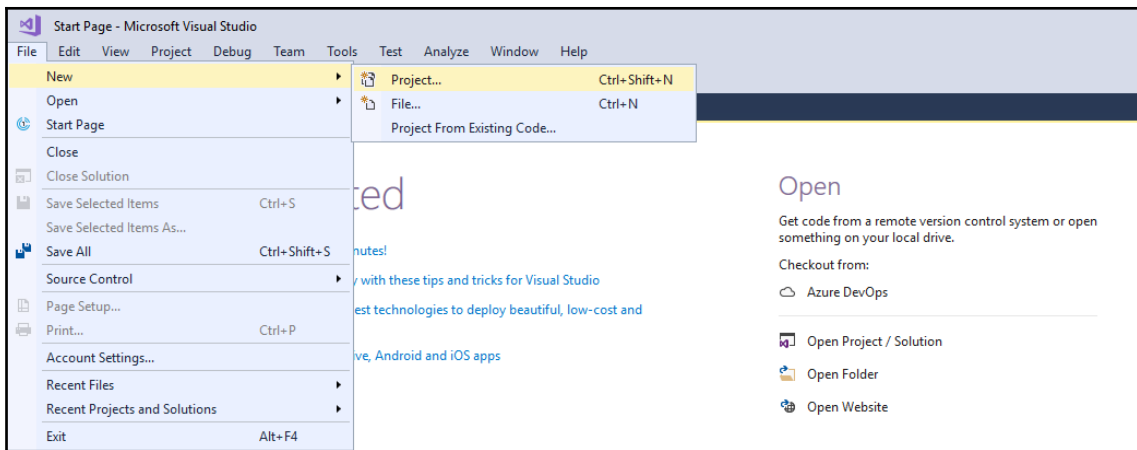 Start Page - Microsoft Visual Studio
File Edit View Project Debug Team Tools Test Analyze Window Help
New
Project... Ctrl+Shift+N
Open
File... Ctrl+N
Start Page
Project From Existing Code...
Close
Close Solution
Save Selected Items Ctrl+S
Save Selected Items As...
Save All Ctrl+Shift+S
Source Control
Page Setup...
Print... Ctrl+P
Account Settings...
Recent Files
Recent Projects and Solutions
Exit Alt+F4
ted
nutes!
y with these tips and tricks for Visual Studio
est technologies to deploy beautiful, low-cost and
ve, Android and iOS apps
Open
Get code from a remote version control system or open
something on your local drive.
Checkout from:
Azure DevOps
Open Project / Solution
Open Folder
Open Website